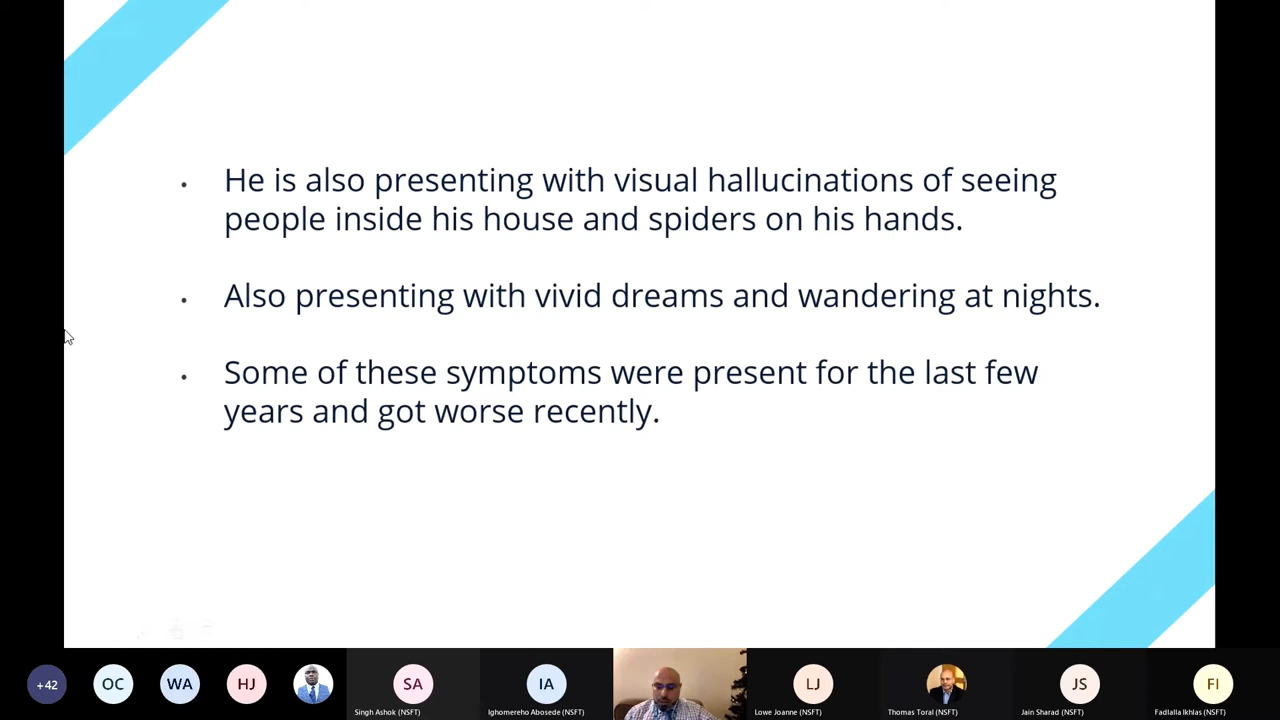 • He is also presenting with visual hallucinations of seeing
people inside his house and spiders on his hands.
• Also presenting with vivid dreams and wandering at nights.
• Some of these symptoms were present for the last few
years and got worse recently.
+42 OC WA HJ SA IA LJ JS FI
Singh Ashok (NSFT) Ighomereho Abosede (NSFT) Lowe Joanne (NSFT) Thomas Toral (NSFT) Jain Sharad (NSFT) Fadlalla Ikhlas (NSFT)